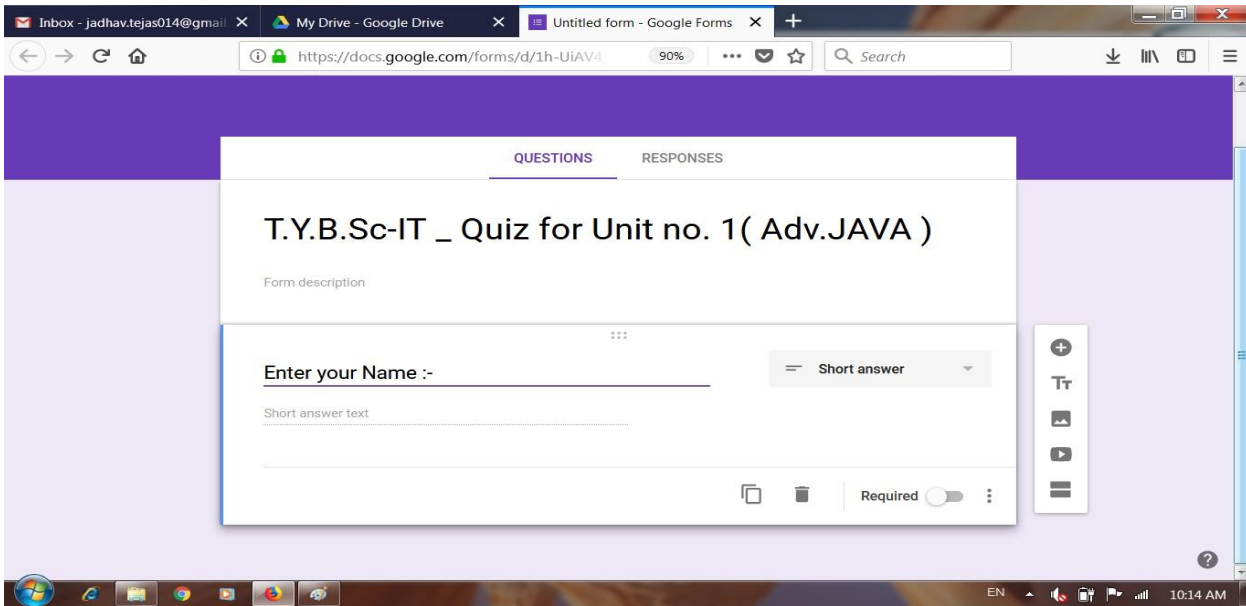 Inbox - jadhav.tejas014@gmail
My Drive - Google Drive
Untitled form - Google Forms
https://docs.google.com/forms/d/1h-UiAV4
90%
Search
QUESTIONS RESPONSES
T.Y.B.Sc-IT _ Quiz for Unit no. 1( Adv.JAVA )
Form description
Enter your Name :-
Short answer
Short answer text
Required
EN
10:14 AM